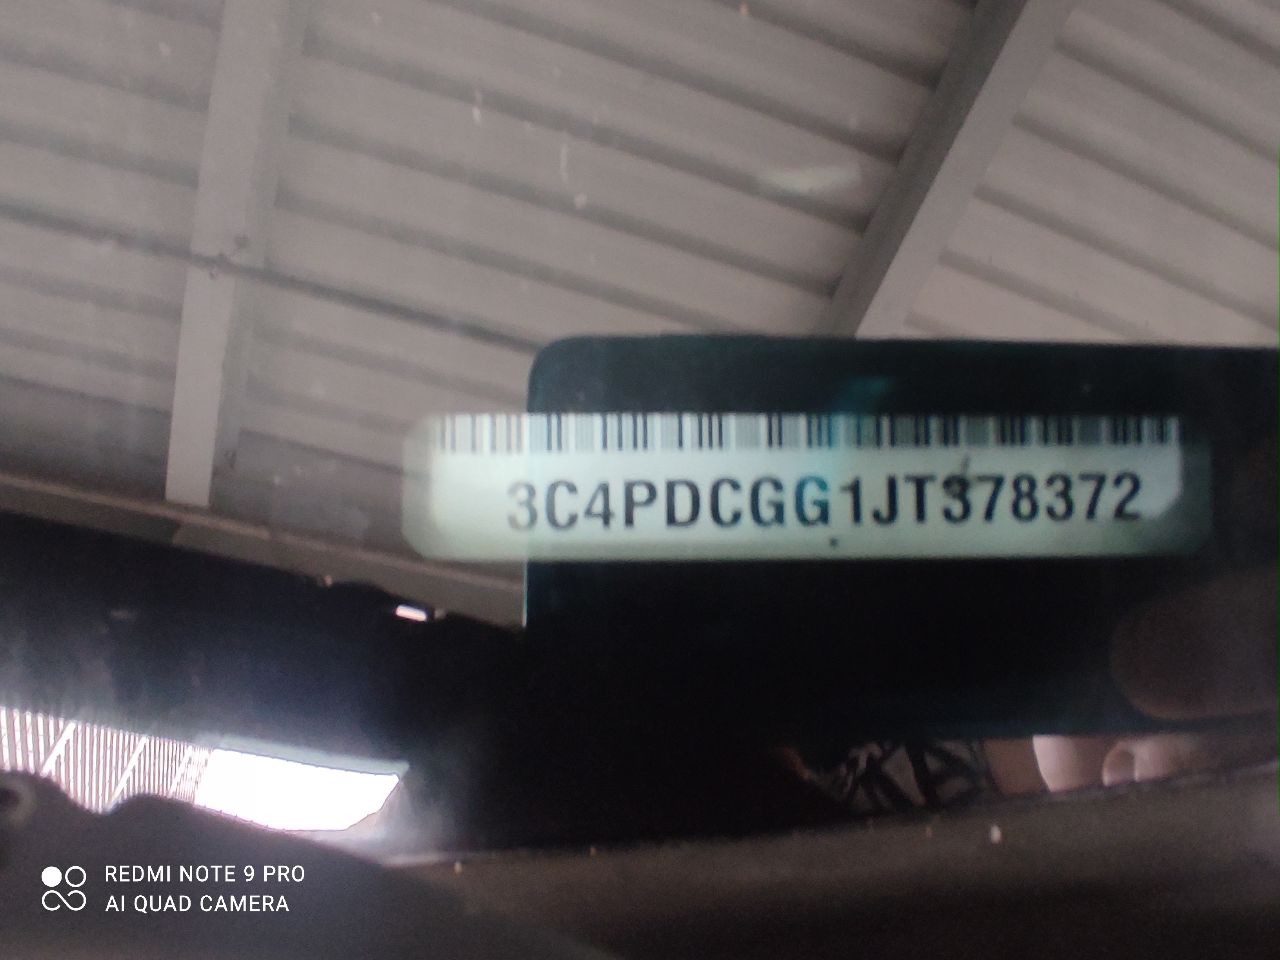 3C4PDCGG1JT378372
REDMI NOTE 9 PRO
AI QUAD CAMERA